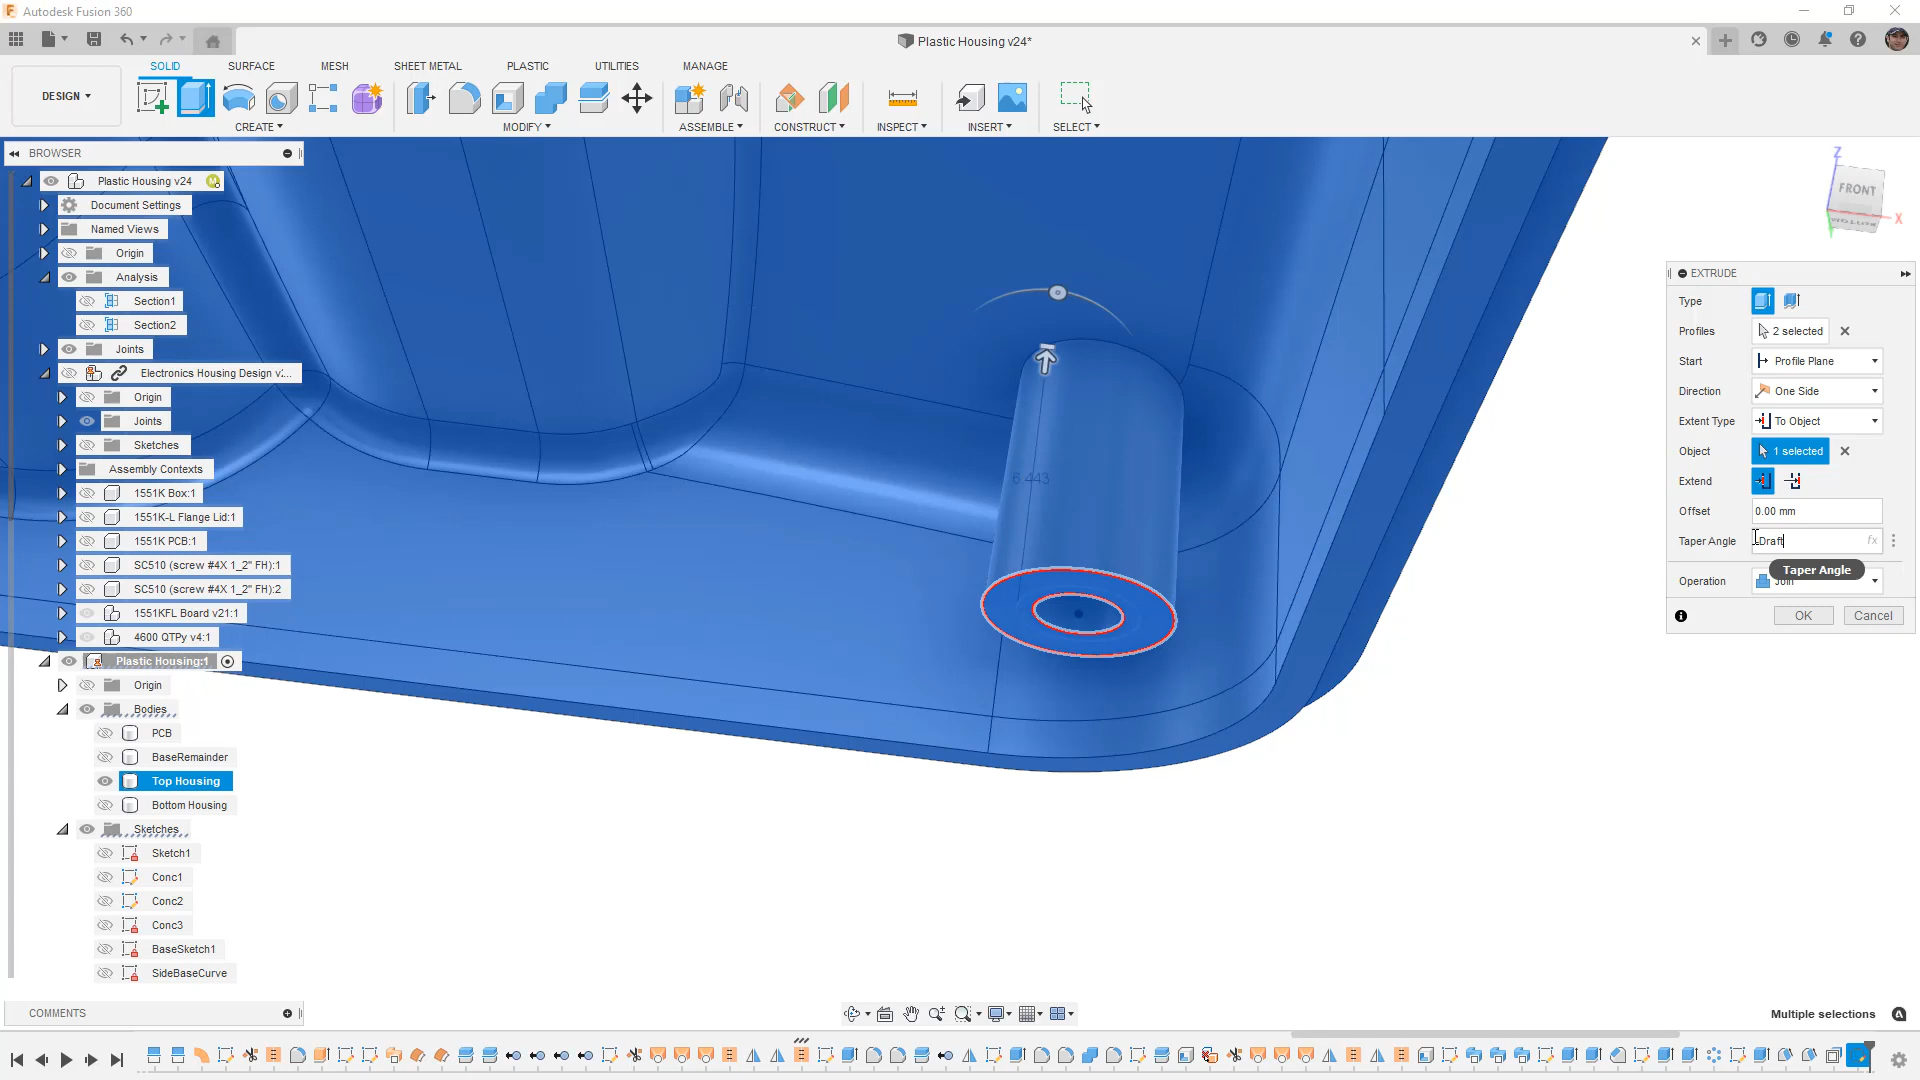 Autodesk Fusion 360
Plastic Housing v24*
DESIGN
SOLID SURFACE MESH SHEET METAL PLASTIC UTILITIES MANAGE
CREATE MODIFY ASSEMBLE CONSTRUCT INSPECT INSERT SELECT
BROWSER
Plastic Housing v24
Document Settings
Named Views
Origin
Analysis
Section1
Section2
Joints
Electronics Housing Design v2...
Origin
Joints
Sketches
Assembly Contexts
1551K Box:1
1551K-L Flange Lid:1
1551K PCB:1
SC510 (screw #4X 1_2" FH):1
SC510 (screw #4X 1_2" FH):2
1551KFL Board v21:1
4600 QTPy v4:1
Plastic Housing:1
Origin
Bodies
PCB
BaseRemainder
Top Housing
Bottom Housing
Sketches
Sketch1
Conc1
Conc2
Conc3
BaseSketch1
SideBaseCurve
COMMENTS
6.443
Z
FRONT
BOTTOM
X
EXTRUDE
Type
Profiles 2 selected
Start Profile Plane
Direction One Side
Extent Type To Object
Object 1 selected
Extend
Offset 0.00 mm
Taper Angle -Draft fx
Taper Angle
Operation Join
OK Cancel
Multiple selections